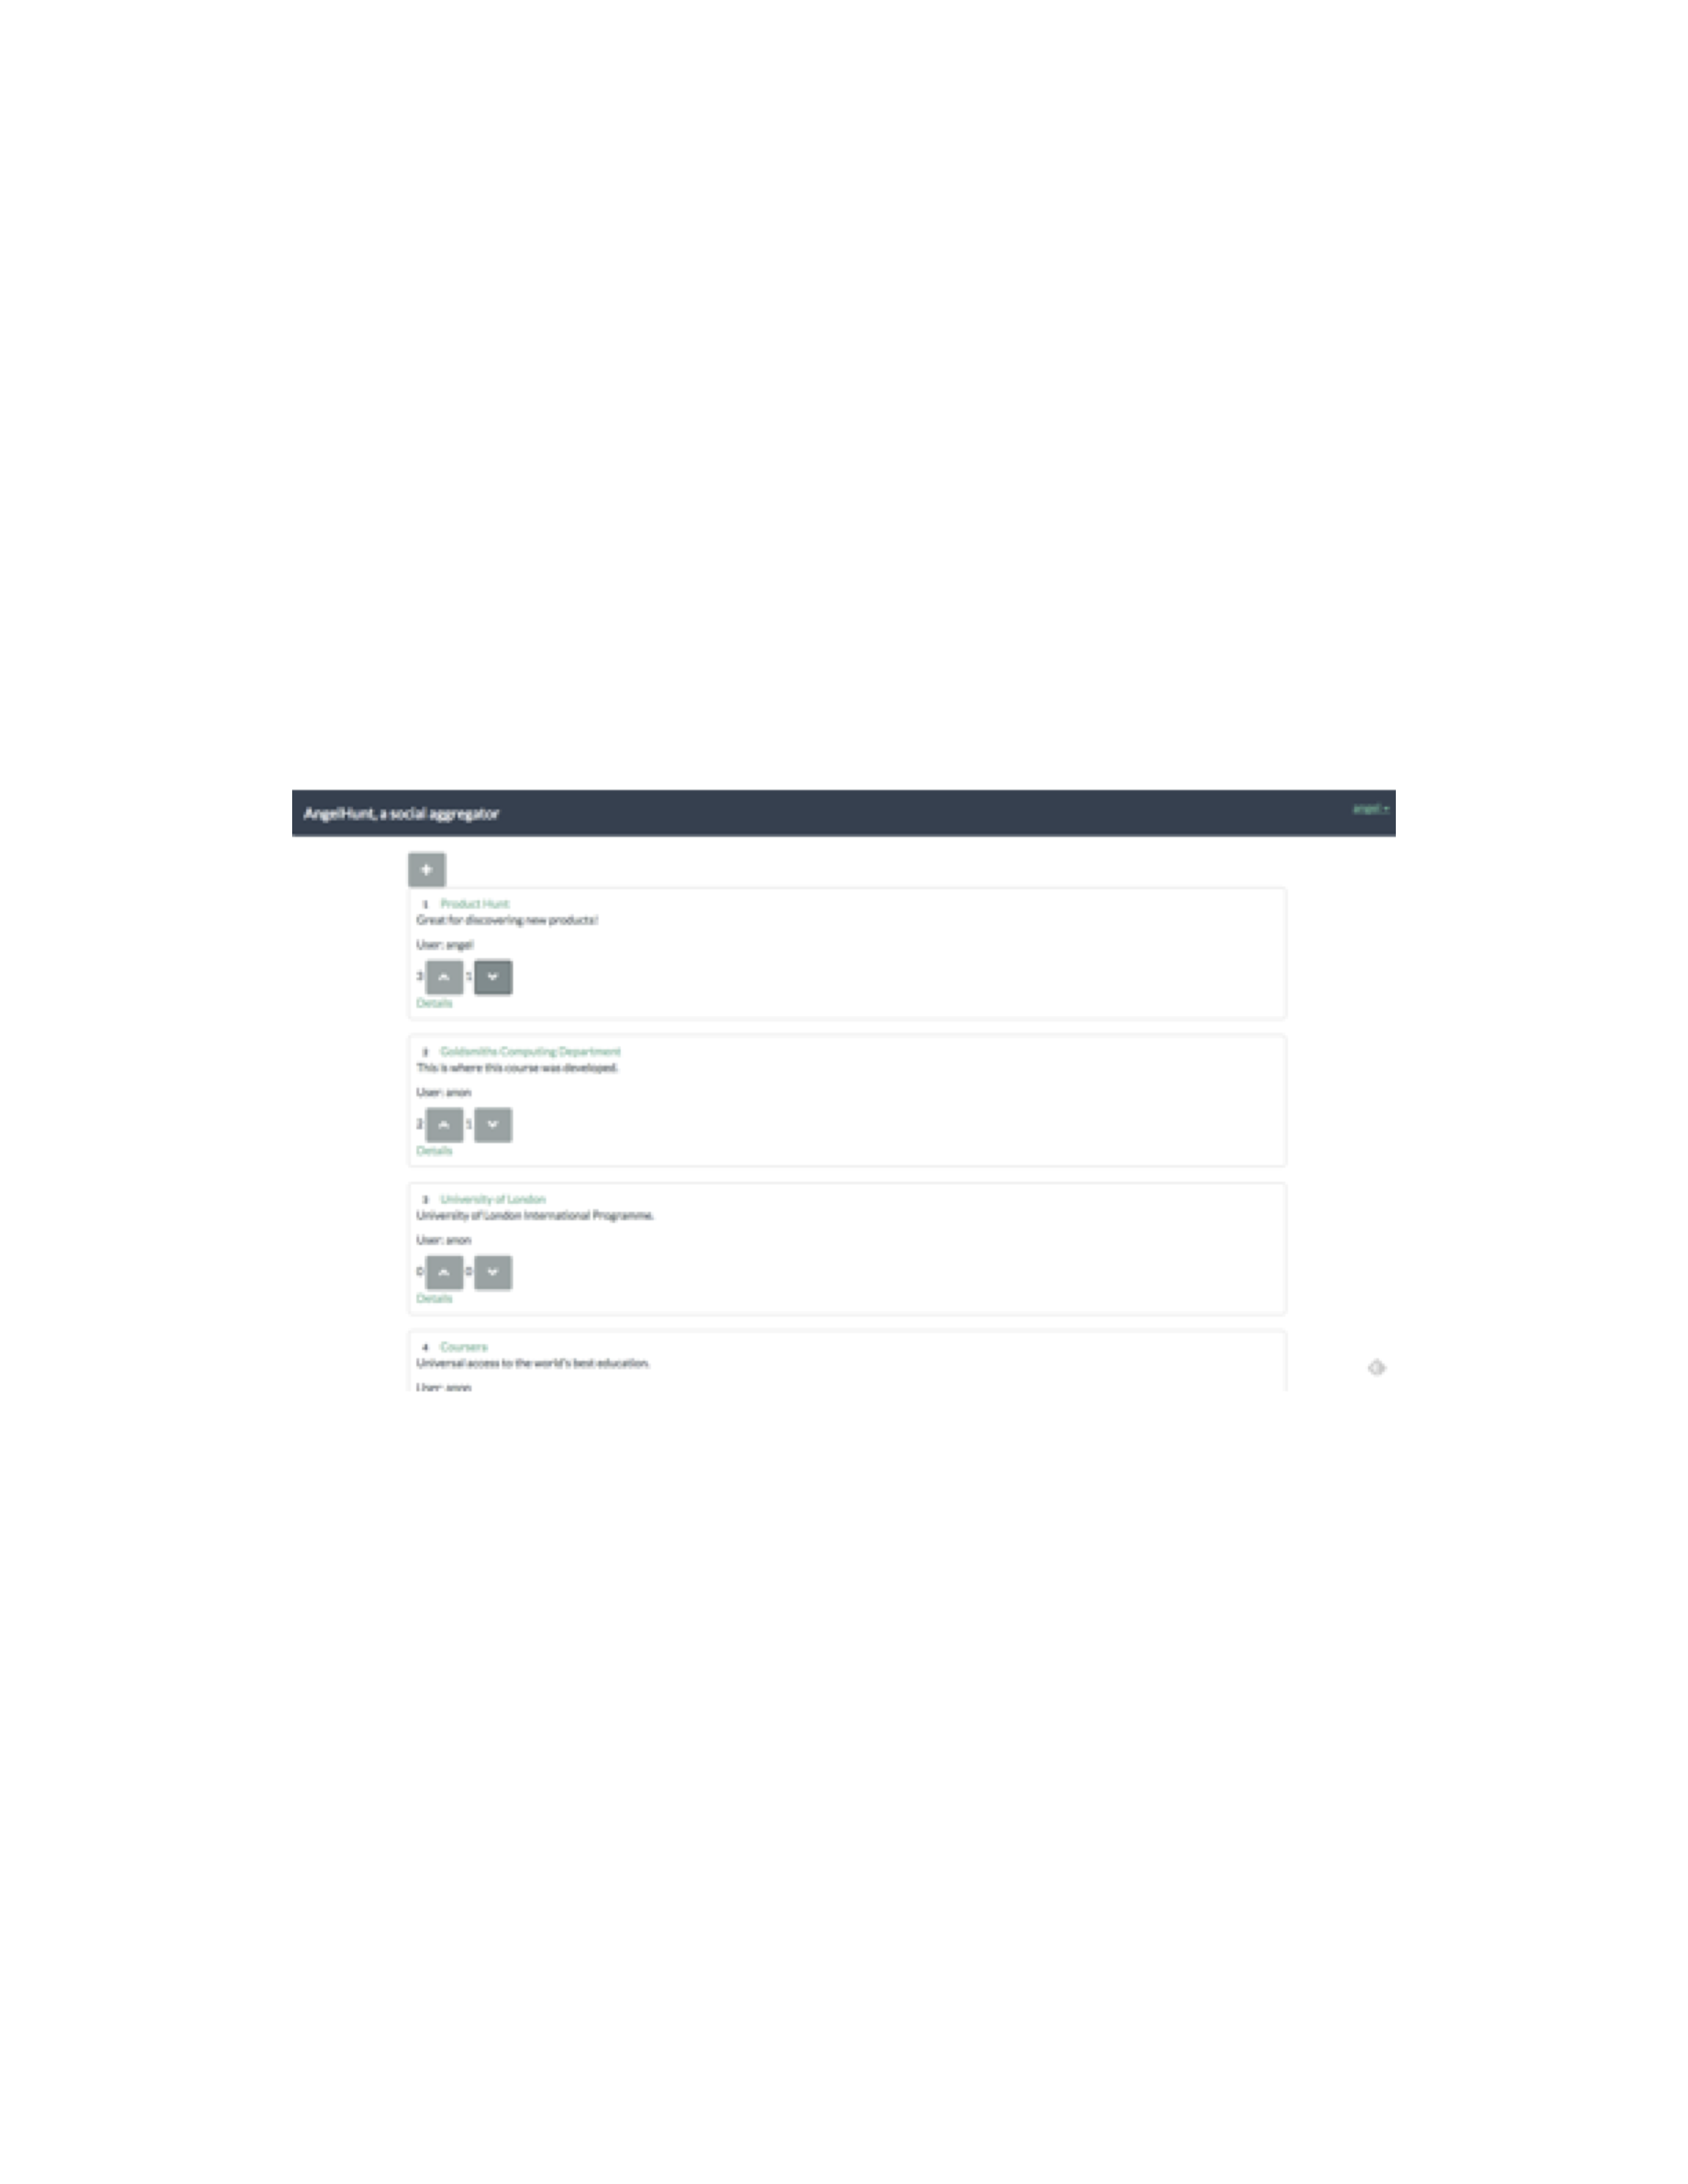 AngelHunt, a social aggregator
angel
+
1 Product Hunt
Great for discovering new products!
User: angel
3 1
Details
2 Goldsmiths Computing Department
This is where this course was developed.
User: anon
2 1
Details
3 University of London
University of London International Programme.
User: anon
0 0
Details
4 Coursera
Universal access to the world's best education.
User: anon